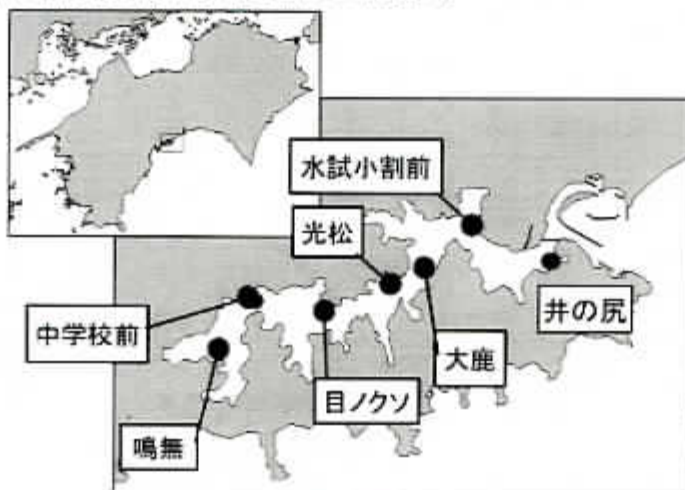 水試小割前
光松
中学校前
井の尻
大鹿
目ノクソ
鳴無